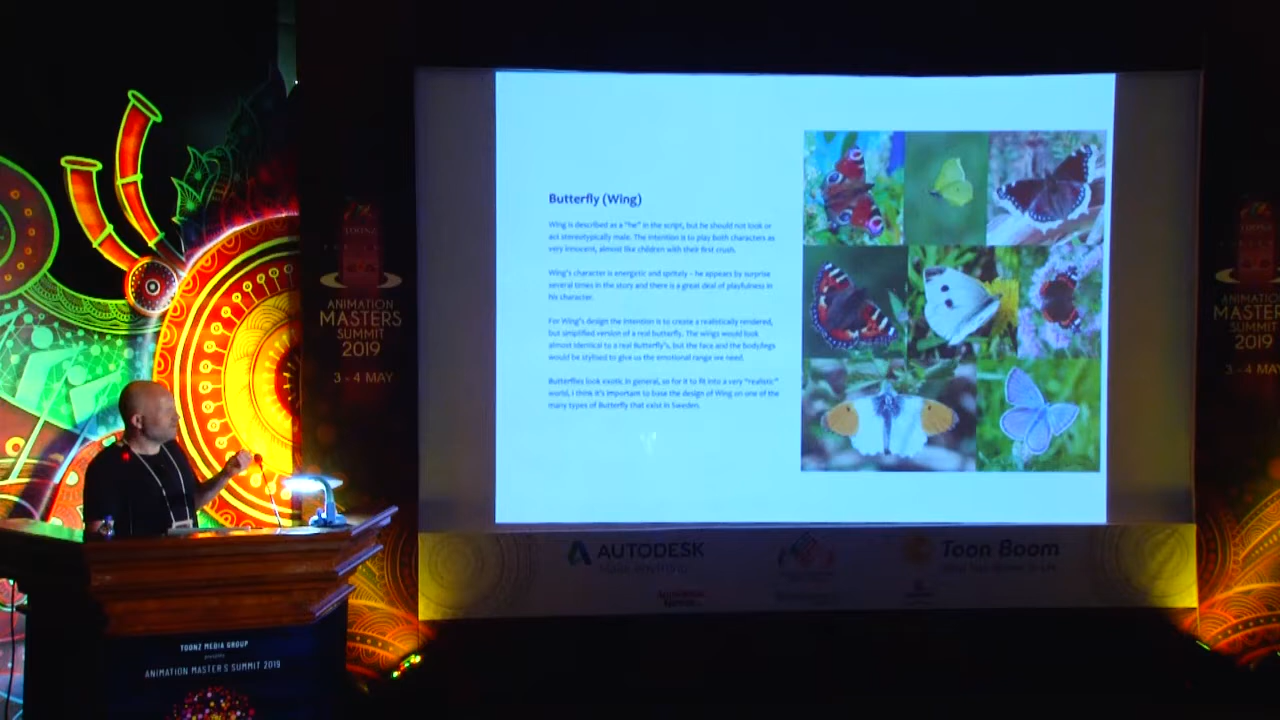 Butterfly (Wing)
Wing is described as a "he" in the script, but he should not look or
act stereotypically male. The intention is to play both characters as
very innocent, almost like children with their first crush.
Wing's character is energetic and spritely – he appears by surprise
several times in the story and there is a great deal of playfulness in
his character.
For Wing's design the intention is to create a realistically rendered,
but simplified version of a real butterfly. The wings would look
almost identical to a real Butterfly's, but the face and the body/legs
would be stylised to give us the emotional range we need.
Butterflies look exotic in general, so for it to fit into a very "realistic"
world, I think it's important to base the design of Wing on one of the
many types of Butterfly that exist in Sweden.
ANIMATION
MASTERS
SUMMIT
2019
3 - 4 MAY
ANIMATION
MASTERS
SUMMIT
2019
3 - 4 MAY
AUTODESK
Toon Boom
TOONZ MEDIA GROUP
presents
ANIMATION MASTER'S SUMMIT 2019